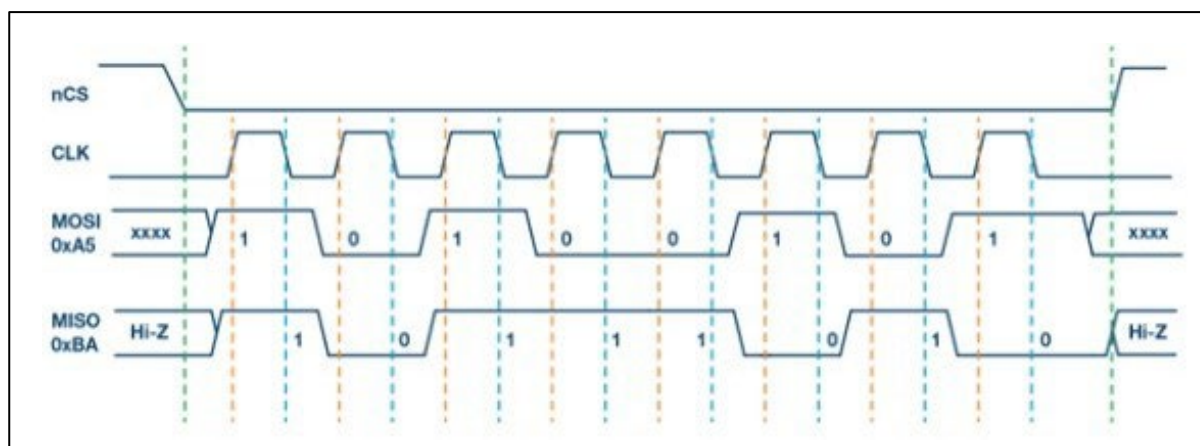 nCS
CLK
MOSI
0xA5
xxxx
1 0 1 0 0 1 0 1
xxxx
MISO
0xBA
Hi-Z
1 0 1 1 1 0 1 0
Hi-Z